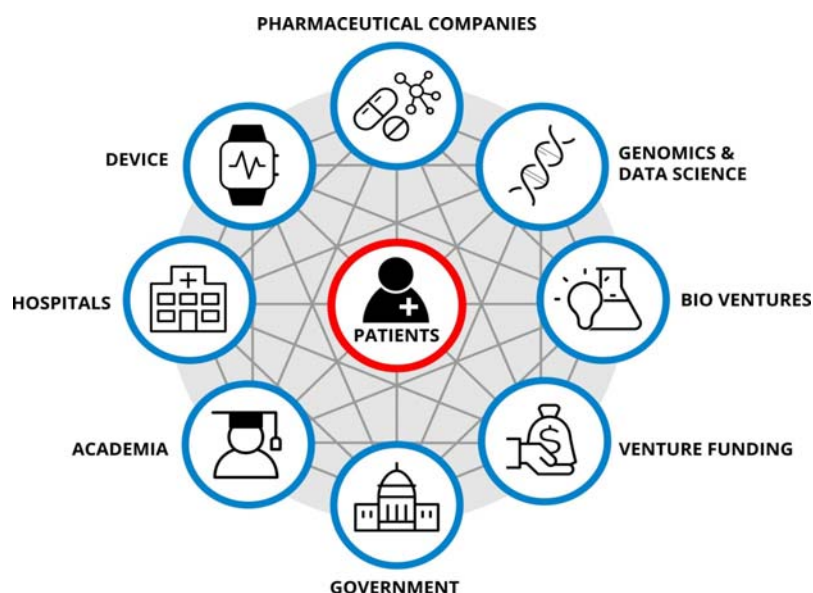 PHARMACEUTICAL COMPANIES
DEVICE
GENOMICS &
DATA SCIENCE
HOSPITALS
PATIENTS
BIO VENTURES
ACADEMIA
VENTURE FUNDING
GOVERNMENT